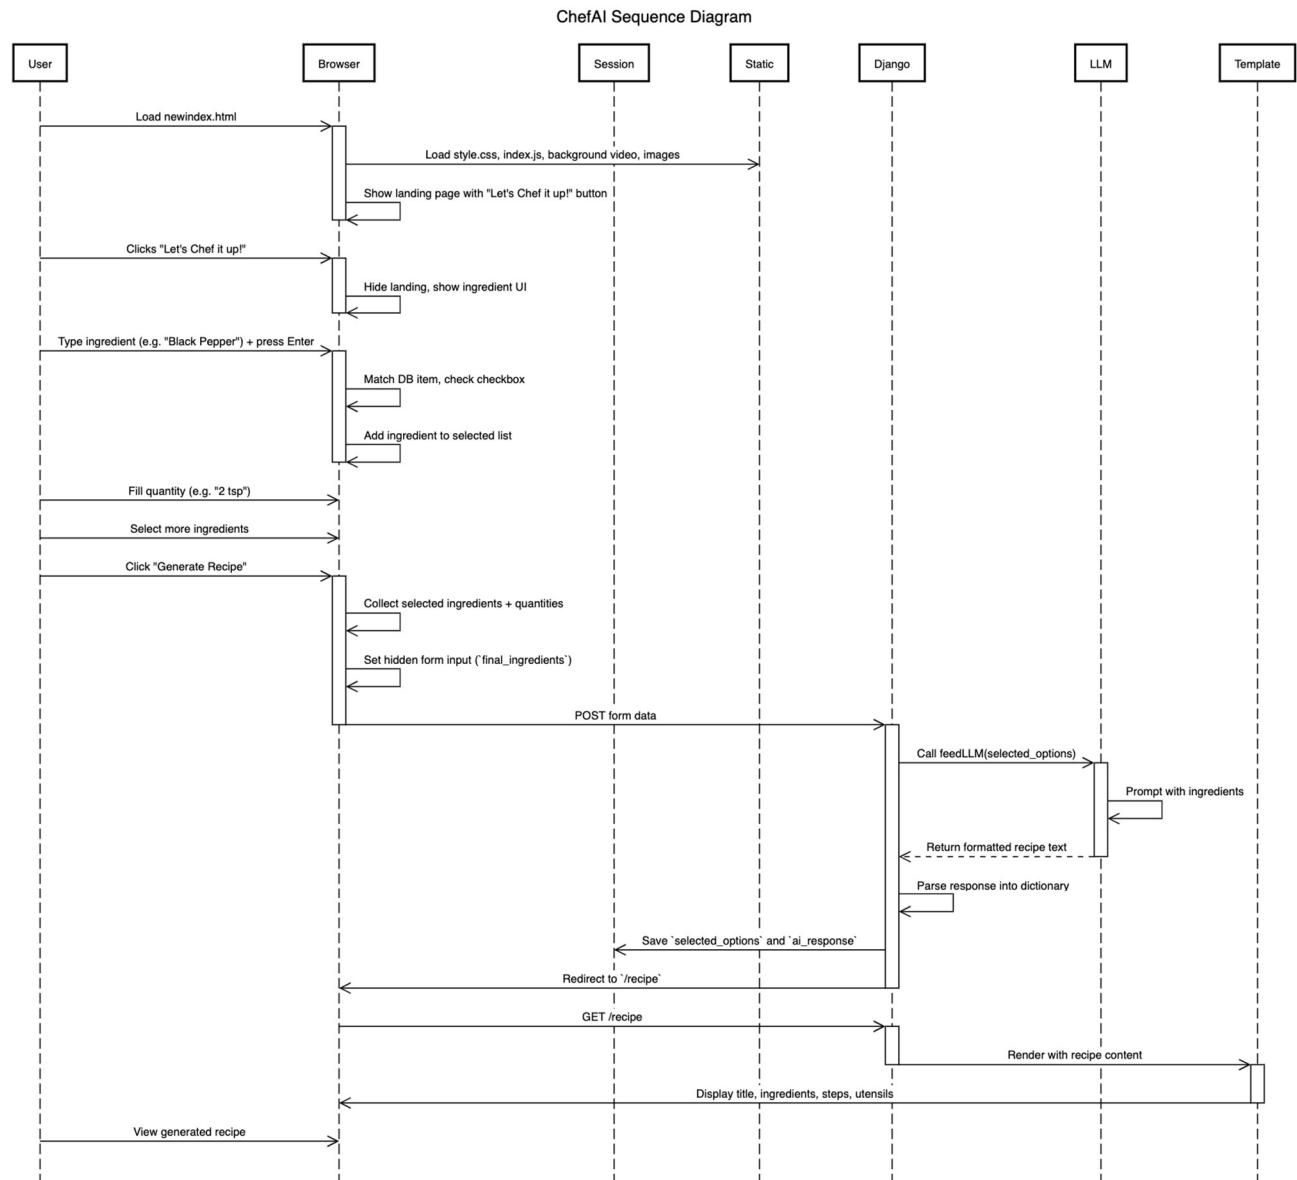 ChefAI Sequence Diagram
User
Browser
Session
Static
Django
LLM
Template
Load newindex.html
Load style.css, index.js, background video, images
Show landing page with "Let's Chef it up!" button
Clicks "Let's Chef it up!"
Hide landing, show ingredient UI
Type ingredient (e.g. "Black Pepper") + press Enter
Match DB item, check checkbox
Add ingredient to selected list
Fill quantity (e.g. "2 tsp")
Select more ingredients
Click "Generate Recipe"
Collect selected ingredients + quantities
Set hidden form input (`final_ingredients`)
POST form data
Call feedLLM(selected_options)
Prompt with ingredients
Return formatted recipe text
Parse response into dictionary
Save `selected_options` and `ai_response`
Redirect to `/recipe`
GET /recipe
Render with recipe content
Display title, ingredients, steps, utensils
View generated recipe